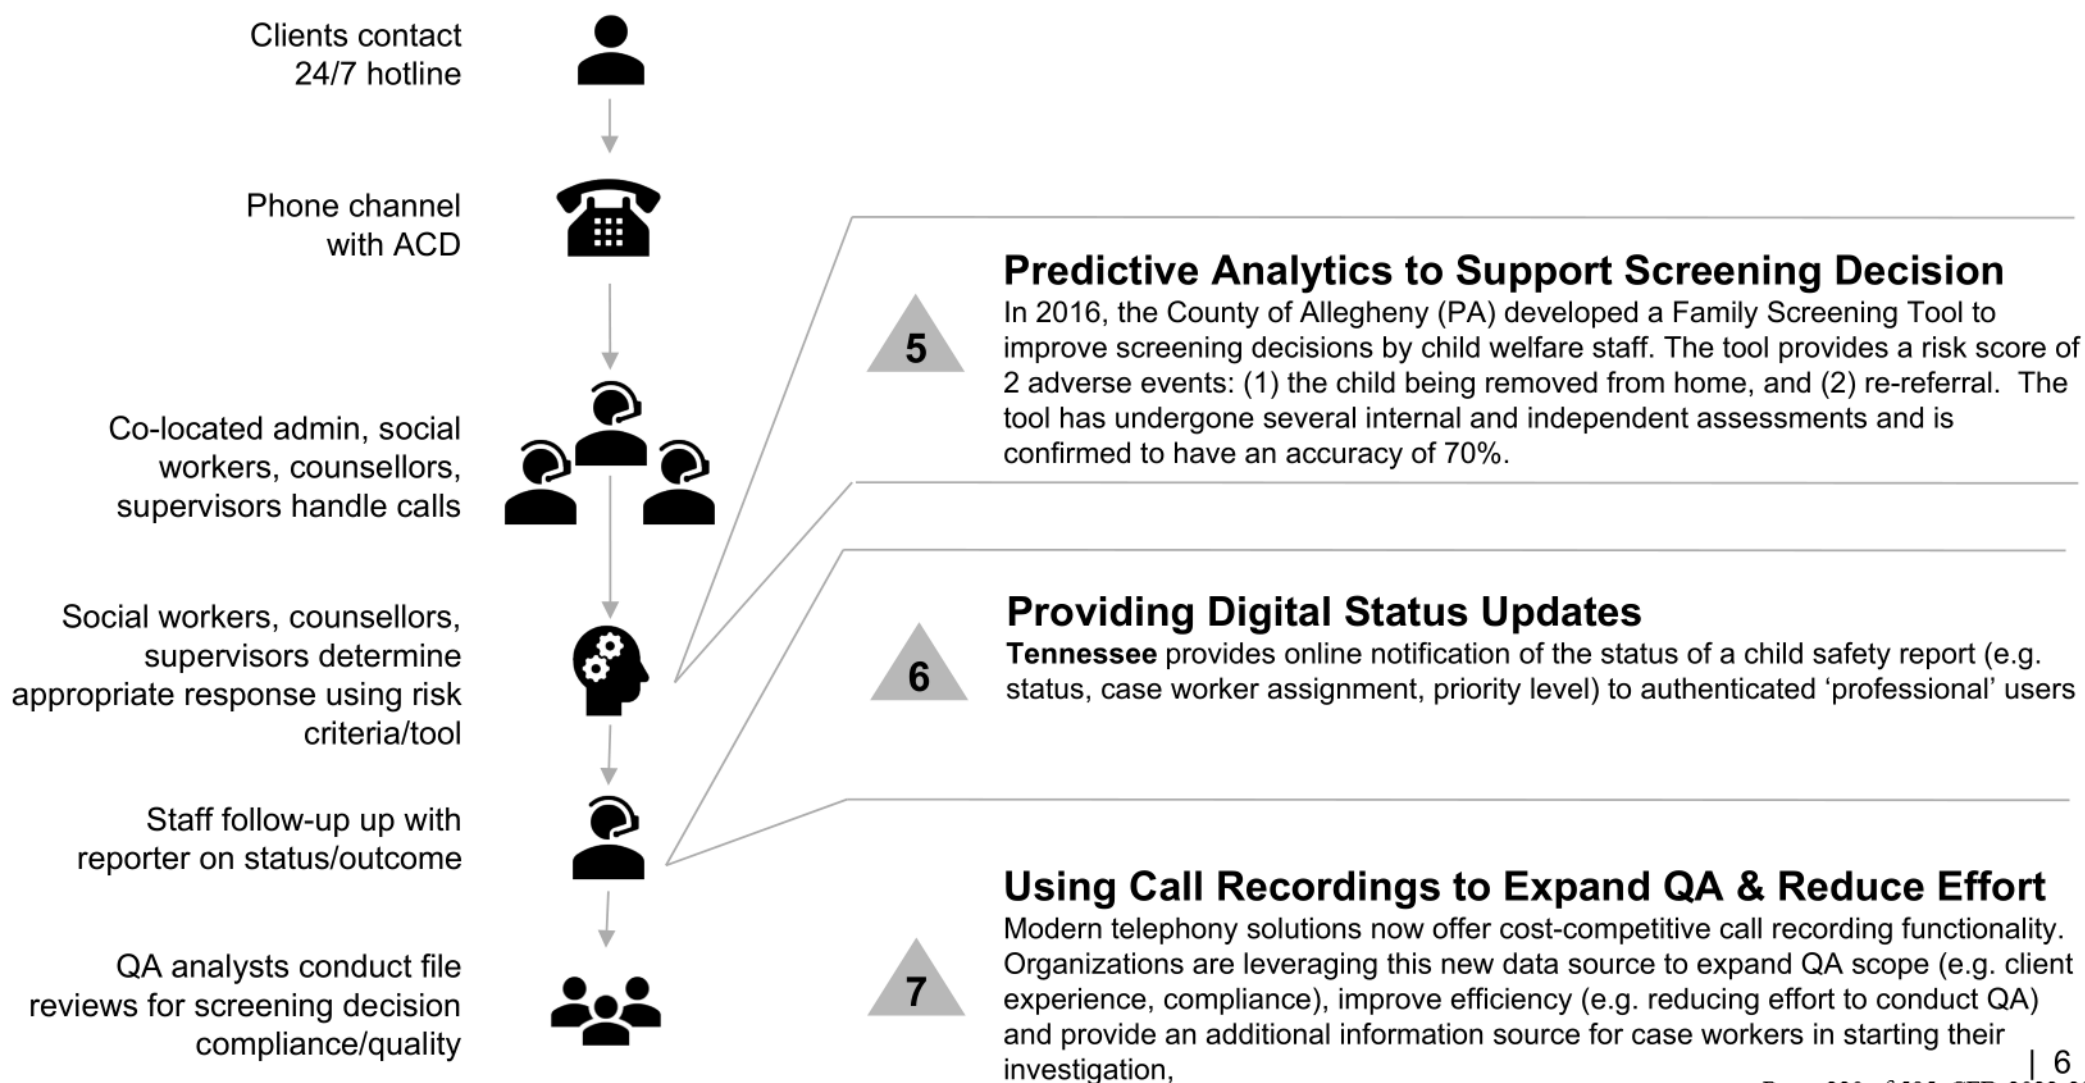 Clients contact
24/7 hotline
Phone channel
with ACD
Co-located admin, social
workers, counsellors,
supervisors handle calls
Social workers, counsellors,
supervisors determine
appropriate response using risk
criteria/tool
Staff follow-up up with
reporter on status/outcome
QA analysts conduct file
reviews for screening decision
compliance/quality
5
Predictive Analytics to Support Screening Decision
In 2016, the County of Allegheny (PA) developed a Family Screening Tool to
improve screening decisions by child welfare staff. The tool provides a risk score of
2 adverse events: (1) the child being removed from home, and (2) re-referral.  The
tool has undergone several internal and independent assessments and is
confirmed to have an accuracy of 70%.
6
Providing Digital Status Updates
Tennessee provides online notification of the status of a child safety report (e.g.
status, case worker assignment, priority level) to authenticated ‘professional’ users
7
Using Call Recordings to Expand QA & Reduce Effort
Modern telephony solutions now offer cost-competitive call recording functionality.
Organizations are leveraging this new data source to expand QA scope (e.g. client
experience, compliance), improve efficiency (e.g. reducing effort to conduct QA)
and provide an additional information source for case workers in starting their
investigation,
| 6